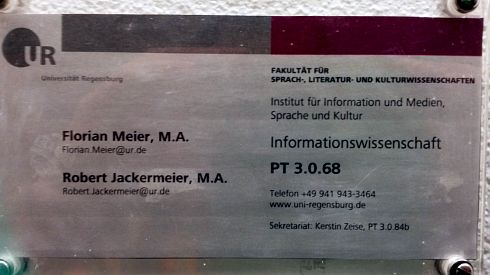 UR
Universität Regensburg
Florian Meier, M.A.
Florian.Meier@ur.de
Robert Jackermeier, M.A.
Robert.Jackermeier@ur.de
FAKULTÄT FÜR
SPRACH-, LITERATUR- UND KULTURWISSENSCHAFTEN
Institut für Information und Medien,
Sprache und Kultur
Informationswissenschaft
PT 3.0.68
Telefon +49 941 943-3464
www.uni-regensburg.de
Sekretariat: Kerstin Zeise, PT 3.0.84b